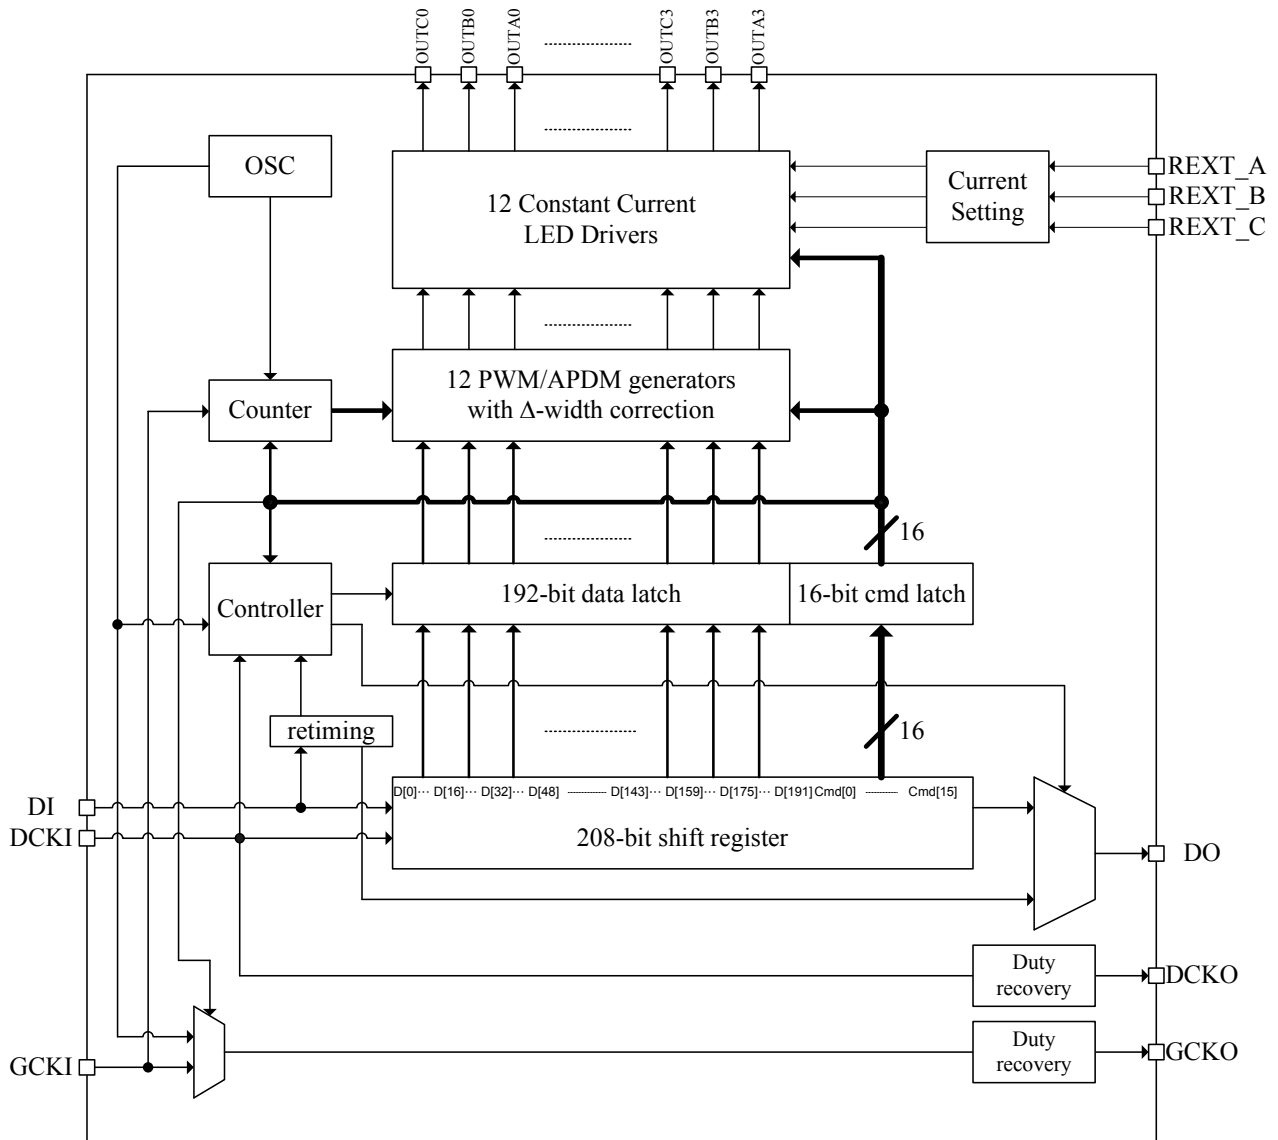 OUTC0 OUTB0 OUTA0 OUTC3 OUTB3 OUTA3
OSC
12 Constant Current
LED Drivers
Current
Setting
REXT_A
REXT_B
REXT_C
Counter
12 PWM/APDM generators
with Δ-width correction
16
Controller
192-bit data latch
16-bit cmd latch
retiming
16
DI
DCKI
D[0]··· D[16]··· D[32]··· D[48] ---------- D[143]··· D[159]··· D[175]··· D[191] Cmd[0] --------- Cmd[15]
208-bit shift register
DO
Duty
recovery
DCKO
Duty
recovery
GCKO
GCKI